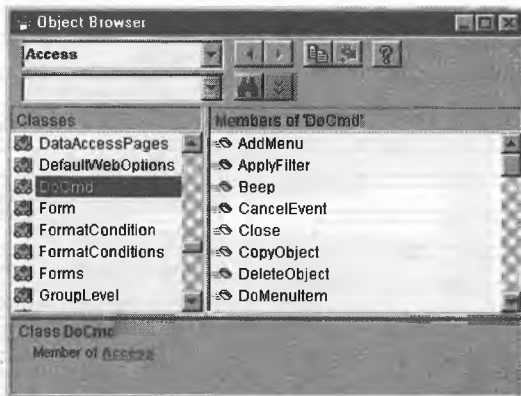 Object Browser
Access
Classes
Members of 'DoCmd'
DataAccessPages
DefaultWebOptions
DoCmd
Form
FormatCondition
FormatConditions
Forms
GroupLevel
AddMenu
ApplyFilter
Beep
CancelEvent
Close
CopyObject
DeleteObject
DoMenuItem
Class DoCmd
Member of Access